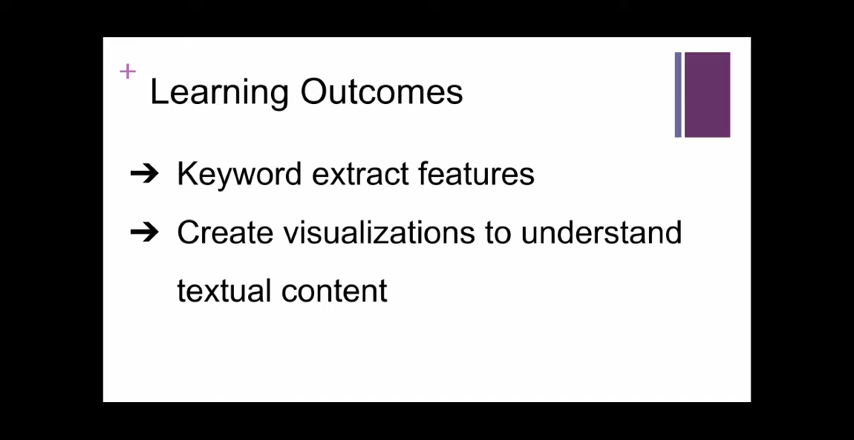 +
Learning Outcomes
➔ Keyword extract features
➔ Create visualizations to understand
textual content